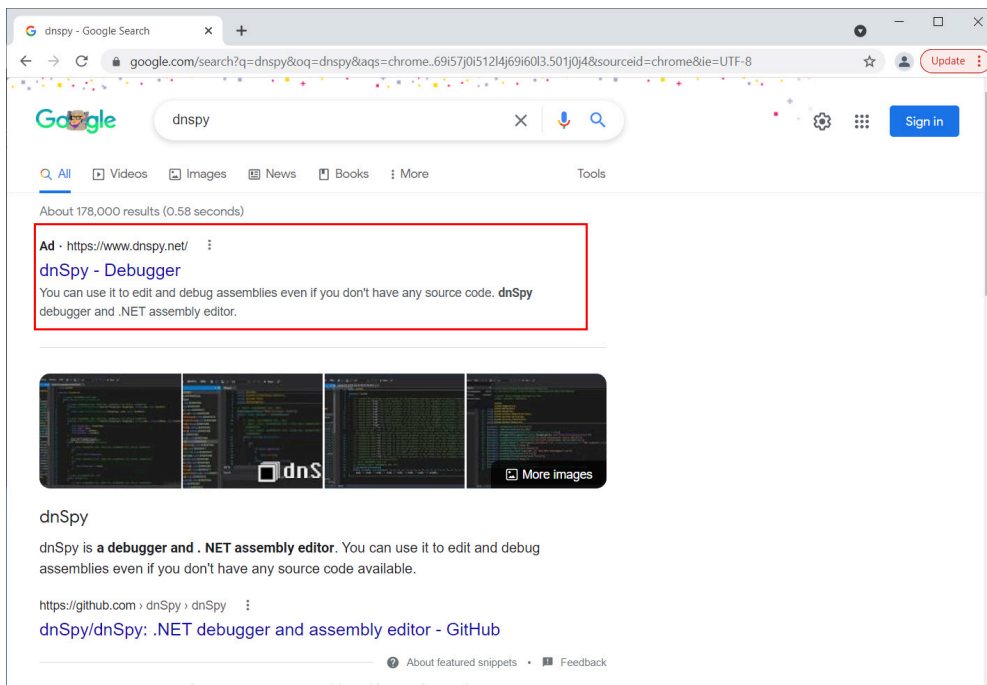 dnspy - Google Search
google.com/search?q=dnspy&oq=dnspy&aqs=chrome..69i57j0i512l4j69i60l3.501j0j4&sourceid=chrome&ie=UTF-8
Update
Google
dnspy
Sign in
All Videos Images News Books More Tools
About 178,000 results (0.58 seconds)
Ad · https://www.dnspy.net/
dnSpy - Debugger
You can use it to edit and debug assemblies even if you don't have any source code. dnSpy
debugger and .NET assembly editor.
dnS
More images
dnSpy
dnSpy is a debugger and . NET assembly editor. You can use it to edit and debug
assemblies even if you don't have any source code available.
https://github.com › dnSpy › dnSpy
dnSpy/dnSpy: .NET debugger and assembly editor - GitHub
About featured snippets • Feedback